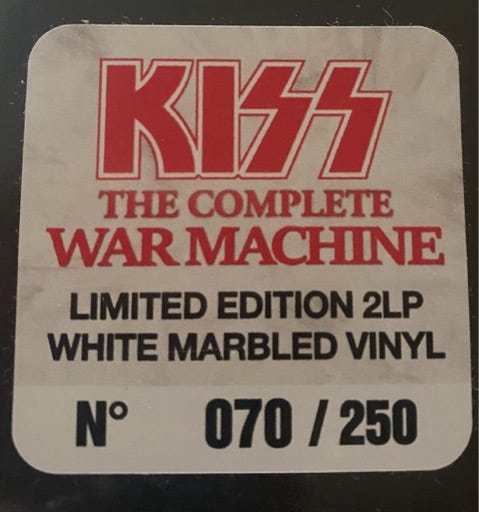 KISS
THE COMPLETE
WAR MACHINE
LIMITED EDITION 2LP
WHITE MARBLED VINYL
N° 070 / 250